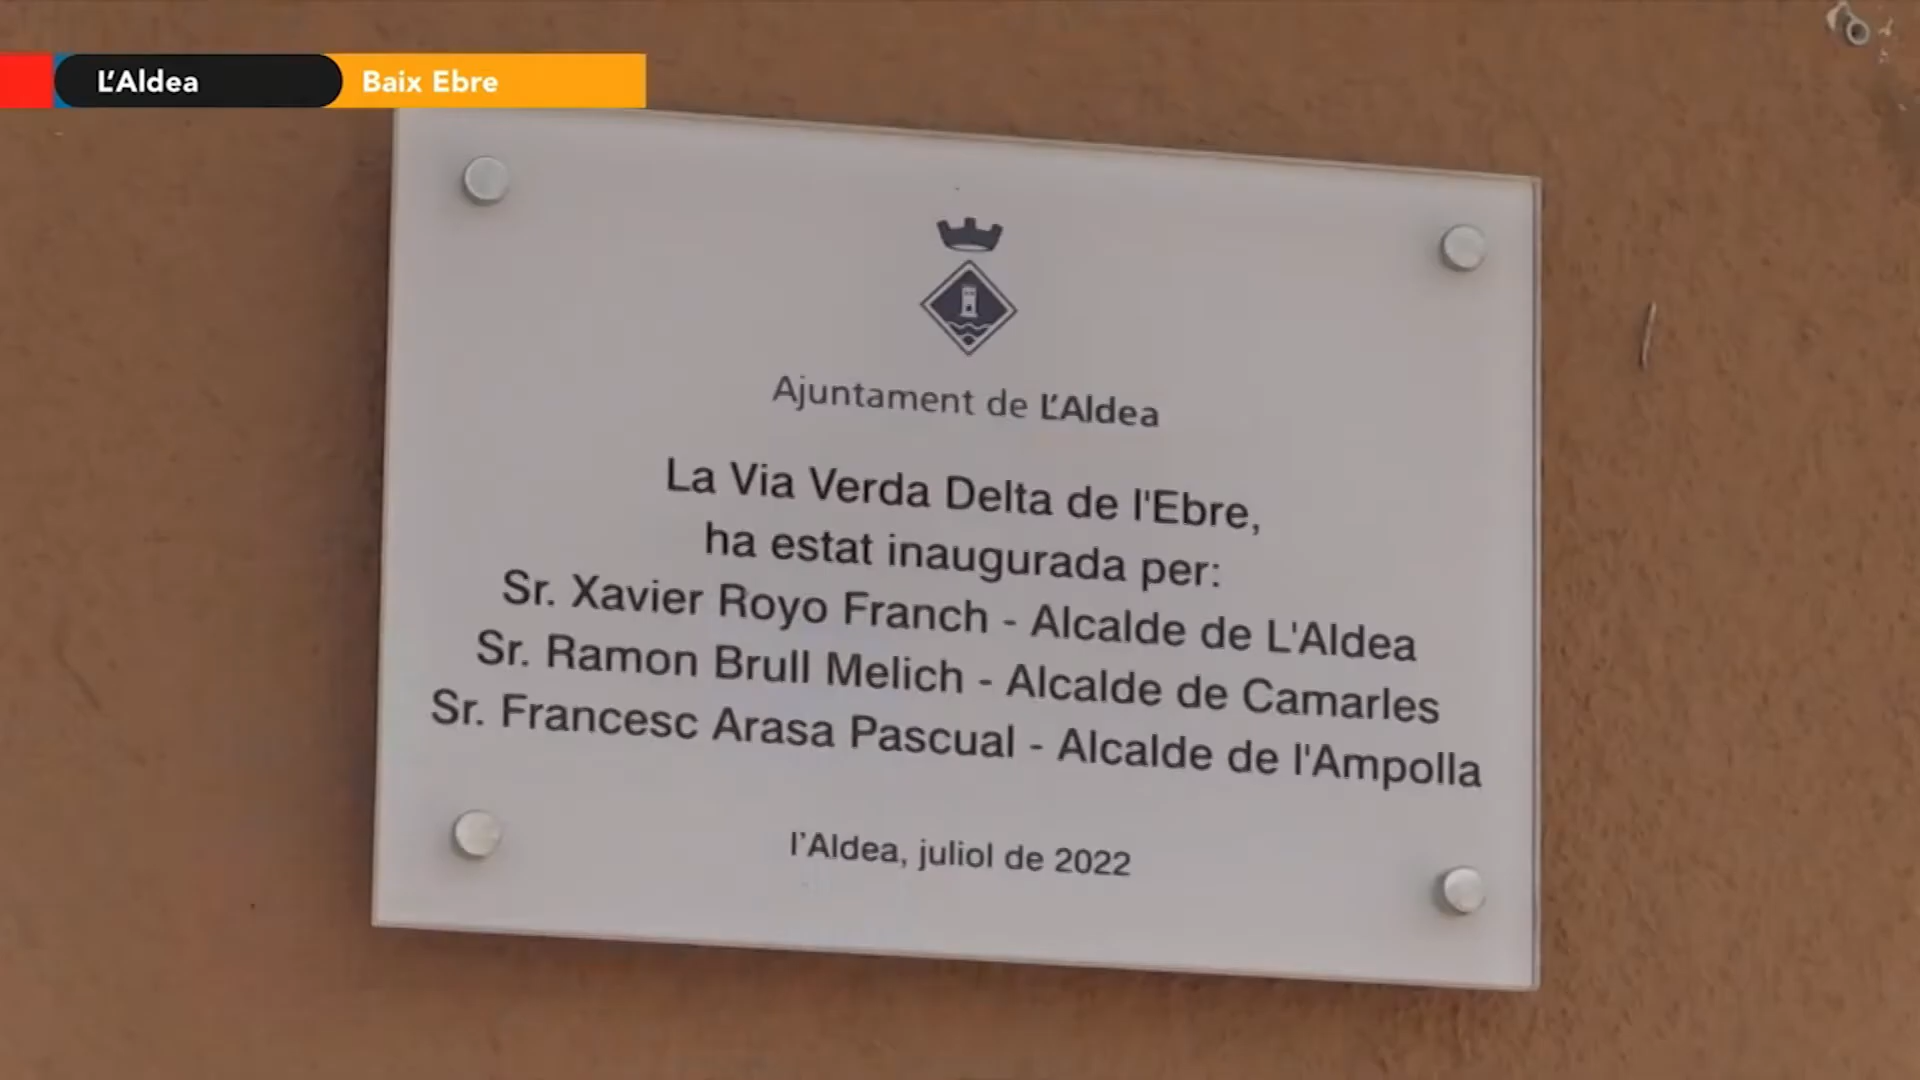 L'Aldea
Baix Ebre
Ajuntament de L'Aldea
La Via Verda Delta de l'Ebre,
ha estat inaugurada per:
Sr. Xavier Royo Franch - Alcalde de L'Aldea
Sr. Ramon Brull Melich - Alcalde de Camarles
Sr. Francesc Arasa Pascual - Alcalde de l'Ampolla
l'Aldea, juliol de 2022